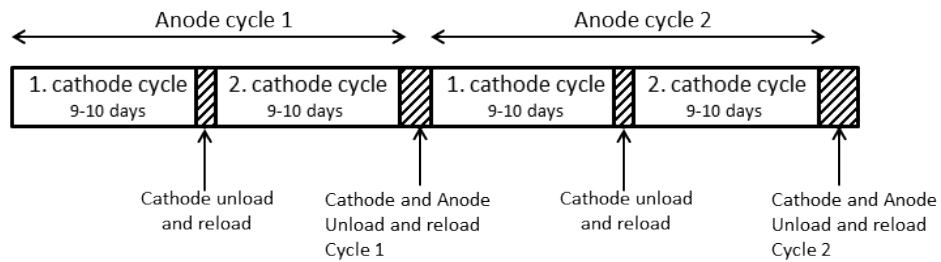 Anode cycle 1
Anode cycle 2
1. cathode cycle
9-10 days
2. cathode cycle
9-10 days
1. cathode cycle
9-10 days
2. cathode cycle
9-10 days
Cathode unload
and reload
Cathode and Anode
Unload and reload
Cycle 1
Cathode unload
and reload
Cathode and Anode
Unload and reload
Cycle 2